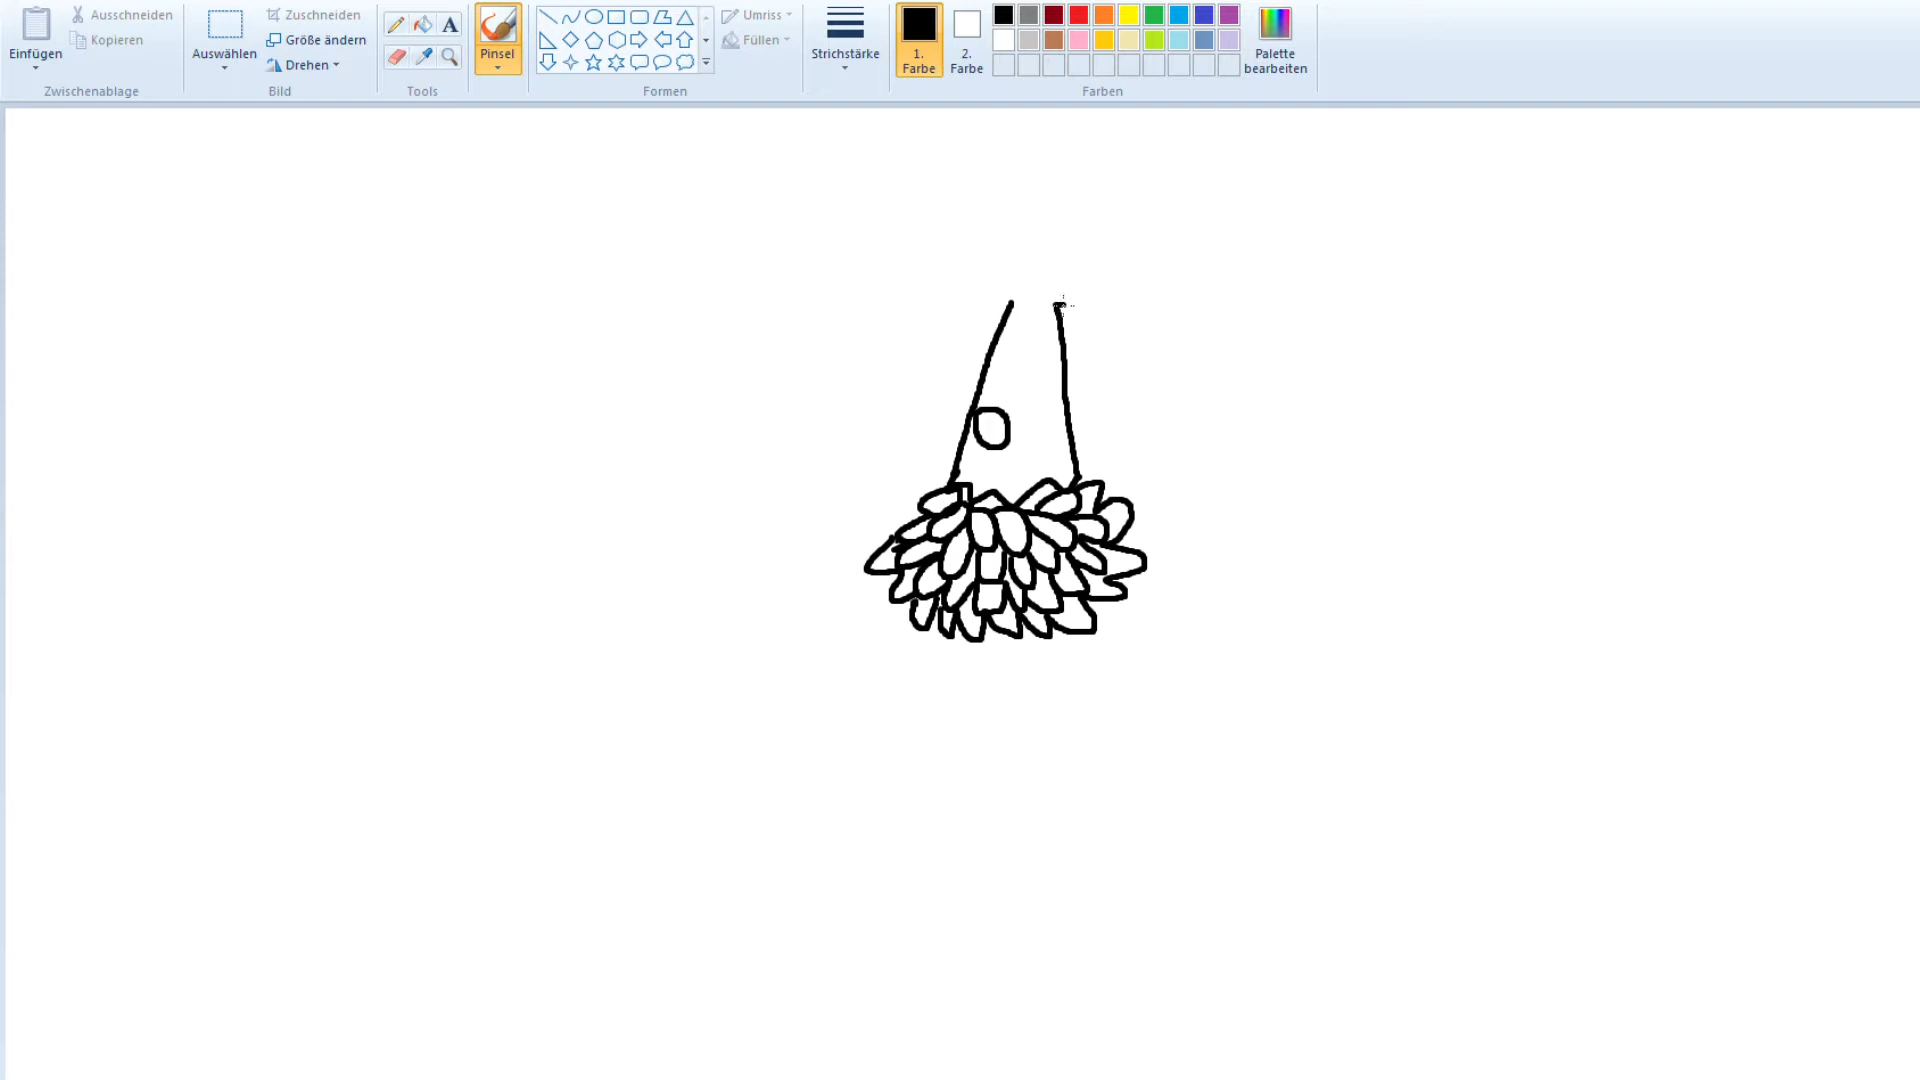 Einfügen
Ausschneiden
Kopieren
Zwischenablage
Auswählen
Zuschneiden
Größe ändern
Drehen
Bild
A
Tools
Pinsel
Formen
Umriss
Füllen
Strichstärke
1.
Farbe
2.
Farbe
Palette
bearbeiten
Farben